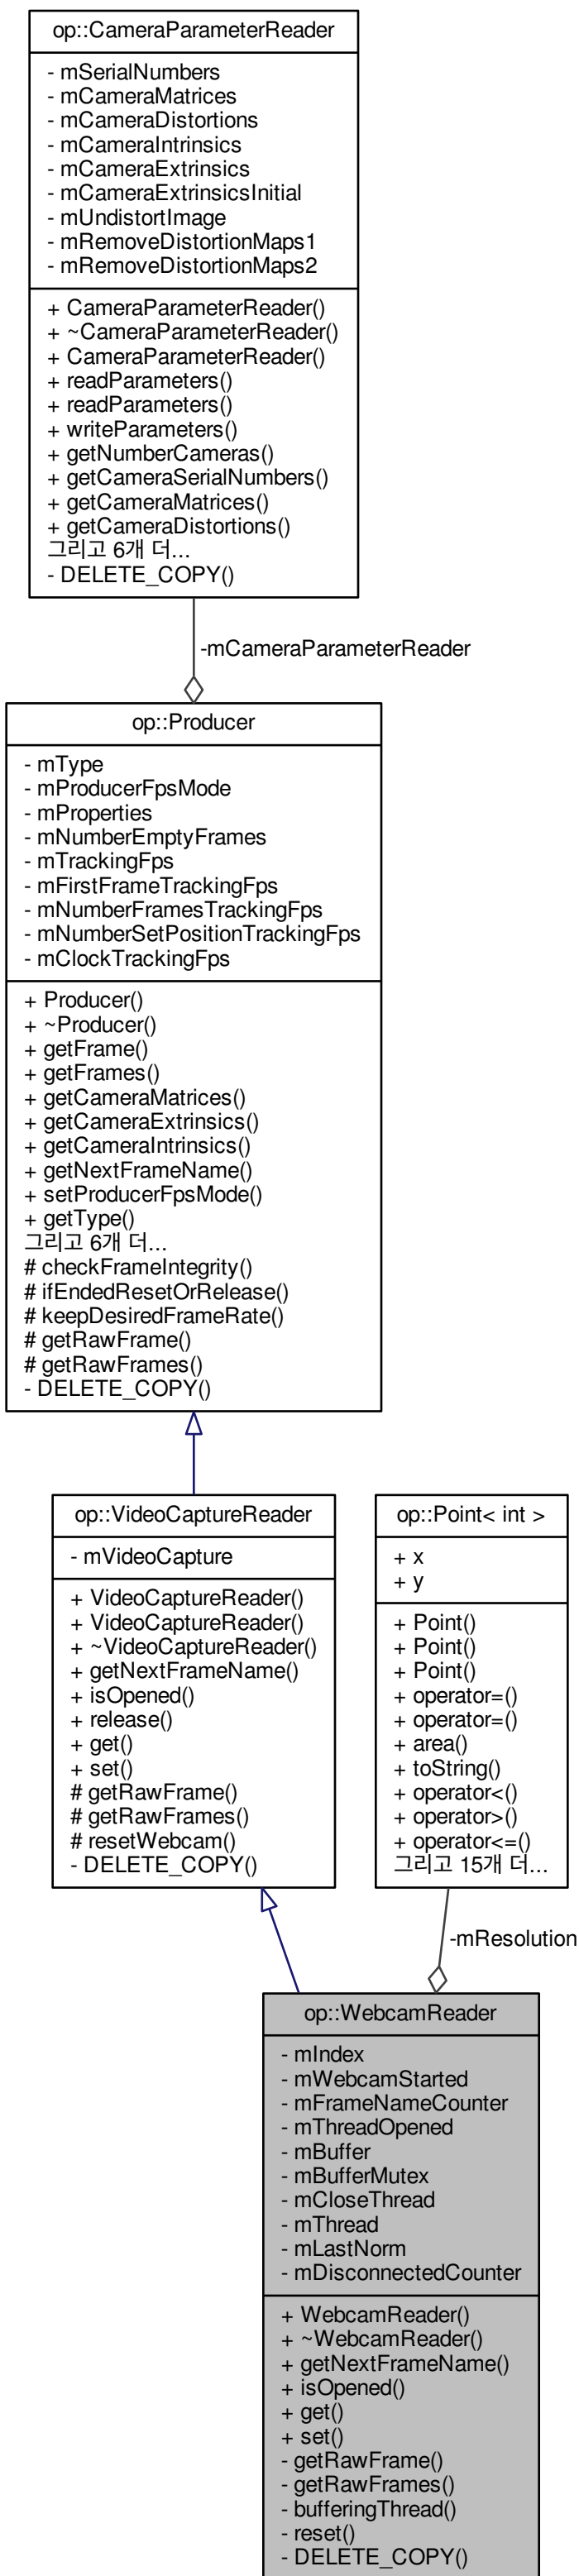 op::CameraParameterReader
- mSerialNumbers
- mCameraMatrices
- mCameraDistortions
- mCameraIntrinsics
- mCameraExtrinsics
- mCameraExtrinsicsInitial
- mUndistortImage
- mRemoveDistortionMaps1
- mRemoveDistortionMaps2
+ CameraParameterReader()
+ ~CameraParameterReader()
+ CameraParameterReader()
+ readParameters()
+ readParameters()
+ writeParameters()
+ getNumberCameras()
+ getCameraSerialNumbers()
+ getCameraMatrices()
+ getCameraDistortions()
그리고 6개 더...
- DELETE_COPY()
-mCameraParameterReader
op::Producer
- mType
- mProducerFpsMode
- mProperties
- mNumberEmptyFrames
- mTrackingFps
- mFirstFrameTrackingFps
- mNumberFramesTrackingFps
- mNumberSetPositionTrackingFps
- mClockTrackingFps
+ Producer()
+ ~Producer()
+ getFrame()
+ getFrames()
+ getCameraMatrices()
+ getCameraExtrinsics()
+ getCameraIntrinsics()
+ getNextFrameName()
+ setProducerFpsMode()
+ getType()
그리고 6개 더...
# checkFrameIntegrity()
# ifEndedResetOrRelease()
# keepDesiredFrameRate()
# getRawFrame()
# getRawFrames()
- DELETE_COPY()
op::VideoCaptureReader
- mVideoCapture
+ VideoCaptureReader()
+ VideoCaptureReader()
+ ~VideoCaptureReader()
+ getNextFrameName()
+ isOpened()
+ release()
+ get()
+ set()
# getRawFrame()
# getRawFrames()
# resetWebcam()
- DELETE_COPY()
op::Point< int >
+ x
+ y
+ Point()
+ Point()
+ Point()
+ operator=()
+ operator=()
+ area()
+ toString()
+ operator<()
+ operator>()
+ operator<=()
그리고 15개 더...
-mResolution
op::WebcamReader
- mIndex
- mWebcamStarted
- mFrameNameCounter
- mThreadOpened
- mBuffer
- mBufferMutex
- mCloseThread
- mThread
- mLastNorm
- mDisconnectedCounter
+ WebcamReader()
+ ~WebcamReader()
+ getNextFrameName()
+ isOpened()
+ get()
+ set()
- getRawFrame()
- getRawFrames()
- bufferingThread()
- reset()
- DELETE_COPY()